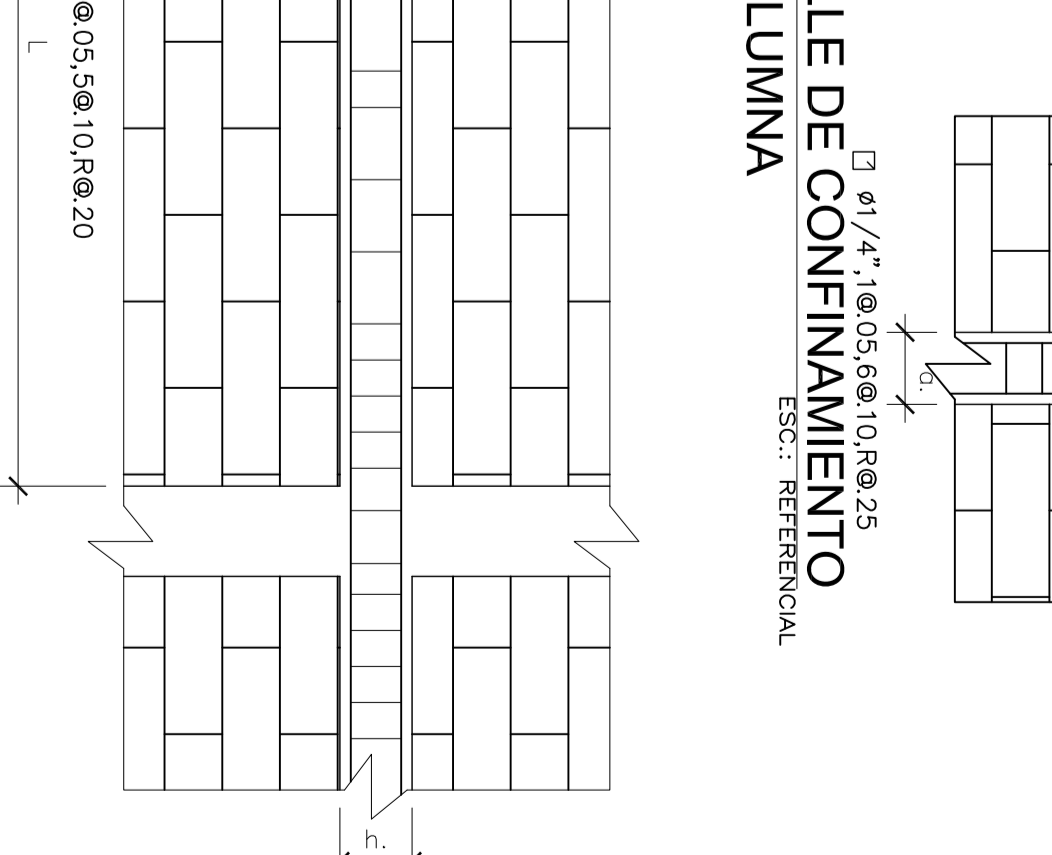 LLE DE CONFINAMIENTO
LUMNA
ESC.: REFERENCIAL
ø1/4",1@.05,6@.10,R@.25
a.
@.05,5@.10,R@.20
L
h.